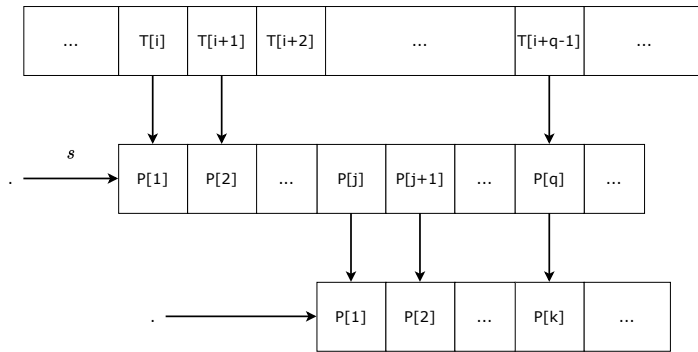 ... T[i] T[i+1] T[i+2] ... T[i+q-1] ...
s
. P[1] P[2] ... P[j] P[j+1] ... P[q] ...
. P[1] P[2] ... P[k] ...